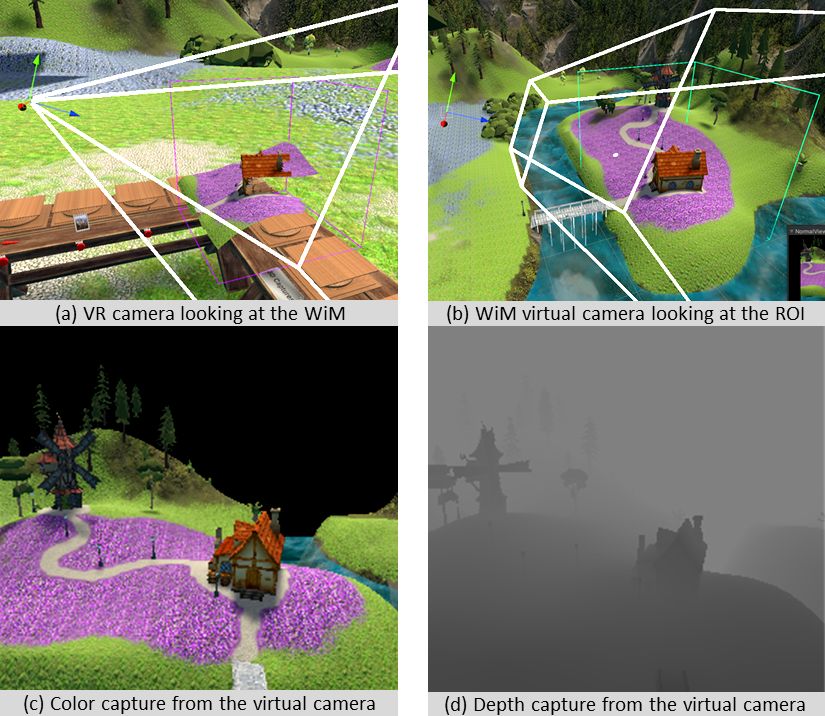 NormalView
(a) VR camera looking at the WiM
(b) WiM virtual camera looking at the ROI
(c) Color capture from the virtual camera
(d) Depth capture from the virtual camera